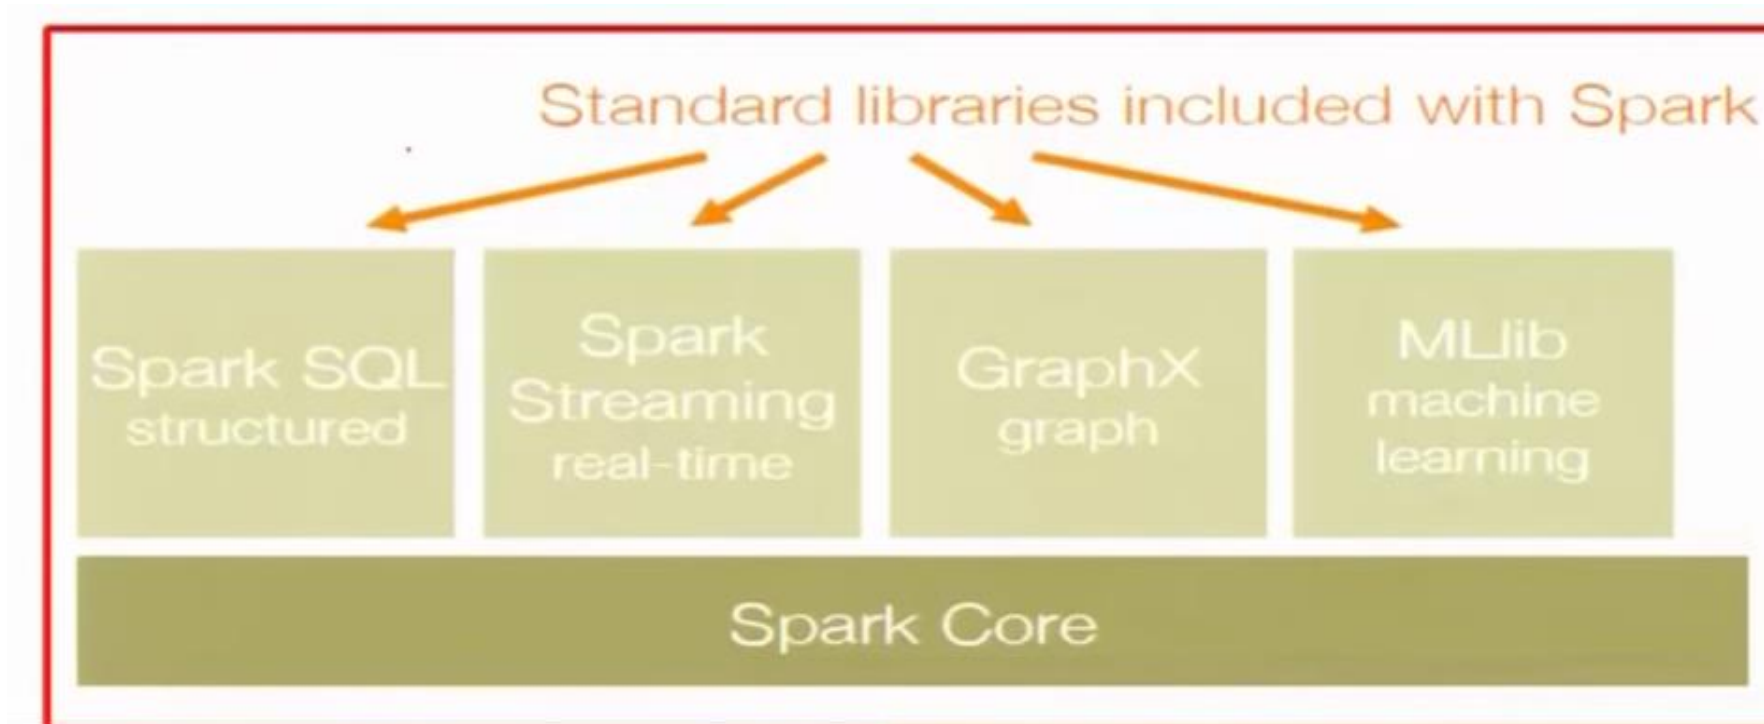 Standard libraries included with Spark
Spark SQL
structured
Spark
Streaming
real-time
GraphX
graph
MLlib
machine
learning
Spark Core